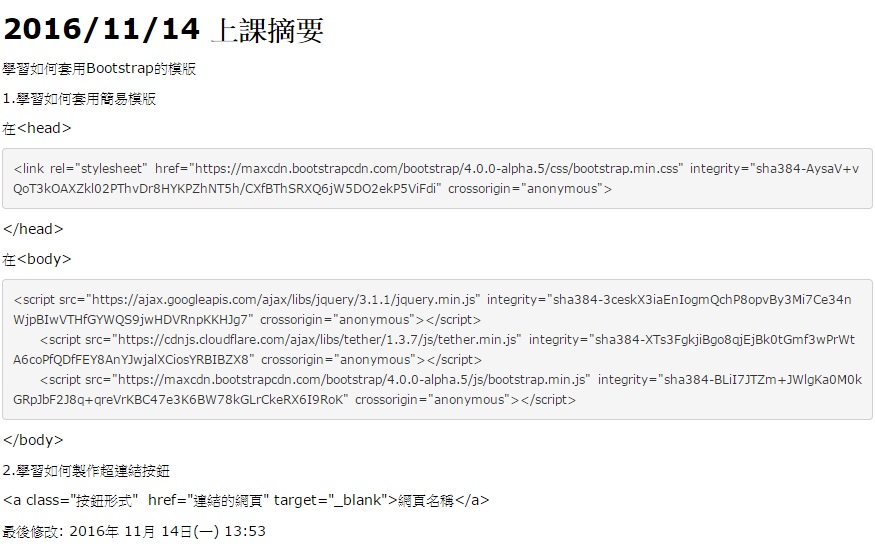 2016/11/14 上課摘要
學習如何套用Bootstrap的模版
1.學習如何套用簡易模版
在<head>
<link rel="stylesheet" href="https://maxcdn.bootstrapcdn.com/bootstrap/4.0.0-alpha.5/css/bootstrap.min.css" integrity="sha384-AysaV+v
QoT3kOAXZkl02PThvDr8HYKPZhNT5h/CXfBThSRXQ6jW5DO2ekP5ViFdi" crossorigin="anonymous">
</head>
在<body>
<script src="https://ajax.googleapis.com/ajax/libs/jquery/3.1.1/jquery.min.js" integrity="sha384-3ceskX3iaEnIogmQchP8opvBy3Mi7Ce34n
WjpBIwVTHfGYWQS9jwHDVRnpKKHJg7" crossorigin="anonymous"></script>
<script src="https://cdnjs.cloudflare.com/ajax/libs/tether/1.3.7/js/tether.min.js" integrity="sha384-XTs3FgkjiBgo8qjEjBk0tGmf3wPrWt
A6coPfQDfFEY8AnYJwjalXCiosYRBIBZX8" crossorigin="anonymous"></script>
<script src="https://maxcdn.bootstrapcdn.com/bootstrap/4.0.0-alpha.5/js/bootstrap.min.js" integrity="sha384-BLiI7JTZm+JWlgKa0M0k
GRpJbF2J8q+qreVrKBC47e3K6BW78kGLrCkeRX6I9RoK" crossorigin="anonymous"></script>
</body>
2.學習如何製作超連結按鈕
<a class="按鈕形式" href="連結的網頁" target="_blank">網頁名稱</a>
最後修改: 2016年 11月 14日(一) 13:53